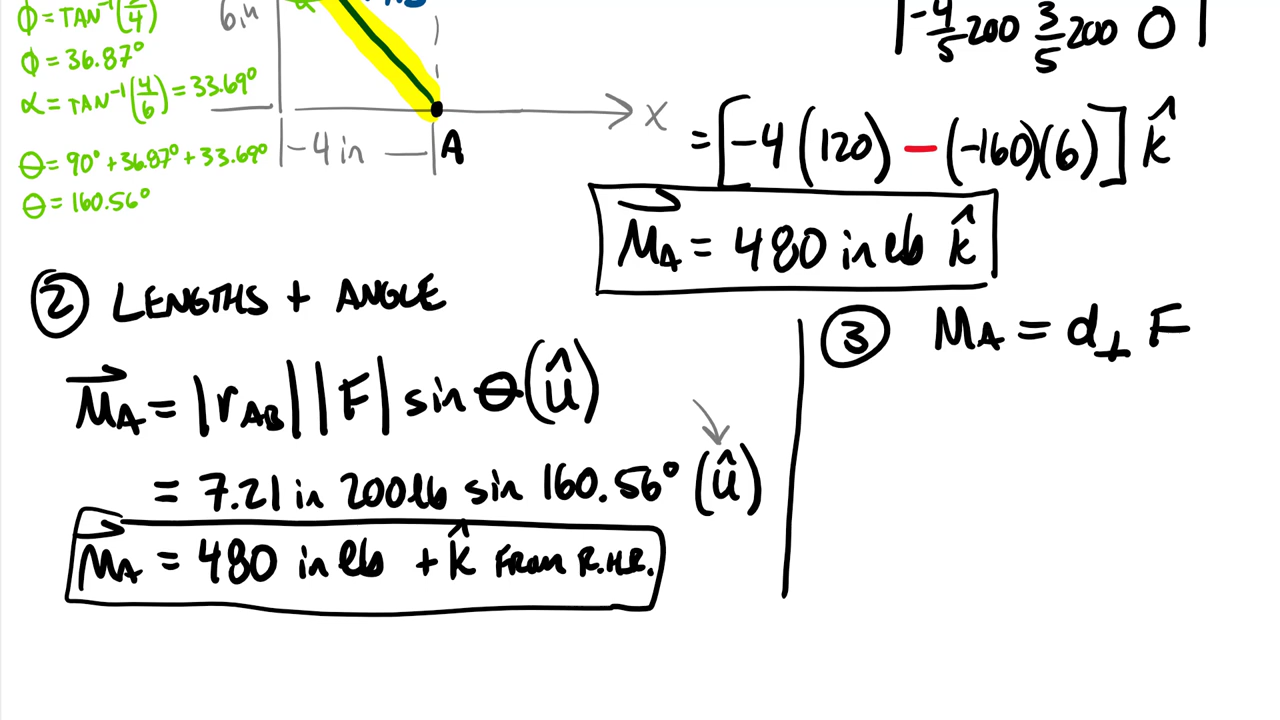 ϕ = TAN⁻¹(3/4)
ϕ = 36.87°
α = TAN⁻¹(4/6) = 33.69°
θ = 90° + 36.87° + 33.69°
θ = 160.56°
6in
x
4 in
A
-4/5 200 3/5 200 0
= [-4(120) - (-160)(6)] k̂
M⃗A = 480 in lb k̂
② LENGTHS + ANGLE
M⃗A = |rAB||F| sin θ (û)
= 7.21 in 200 lb sin 160.56° (û)
M⃗A = 480 in lb + k̂ FROM R.H.R.
③ MA = d⊥ F